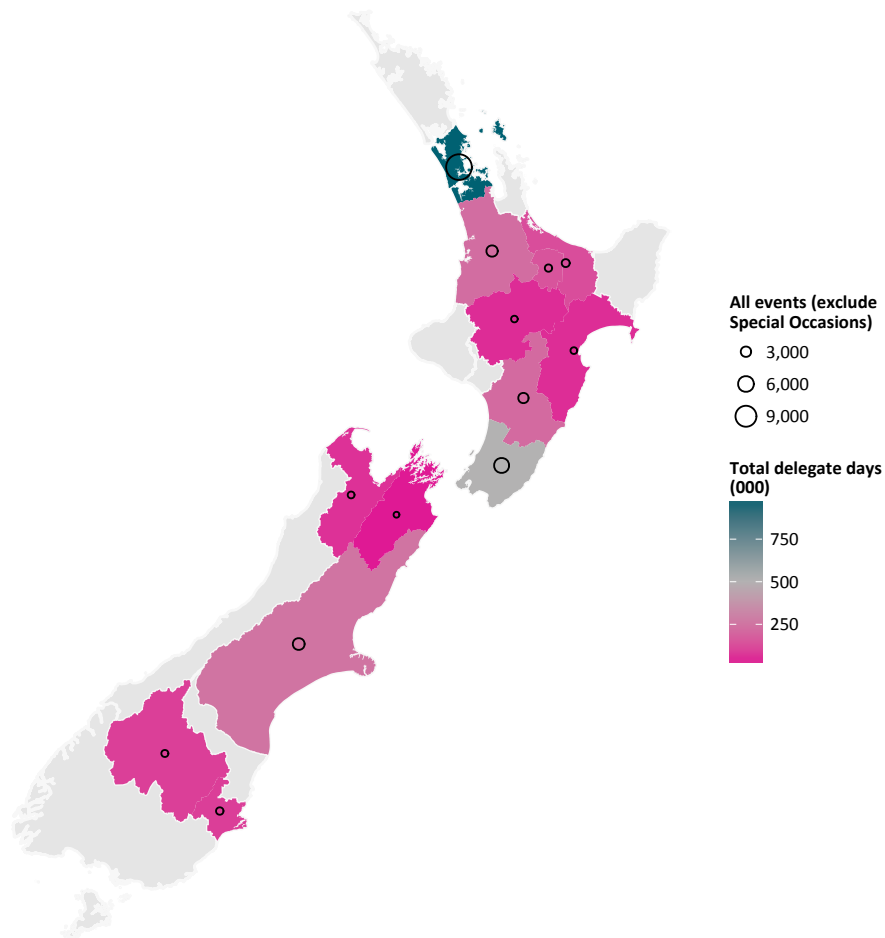 All events (exclude
Special Occasions)
3,000
6,000
9,000
Total delegate days
(000)
750
500
250